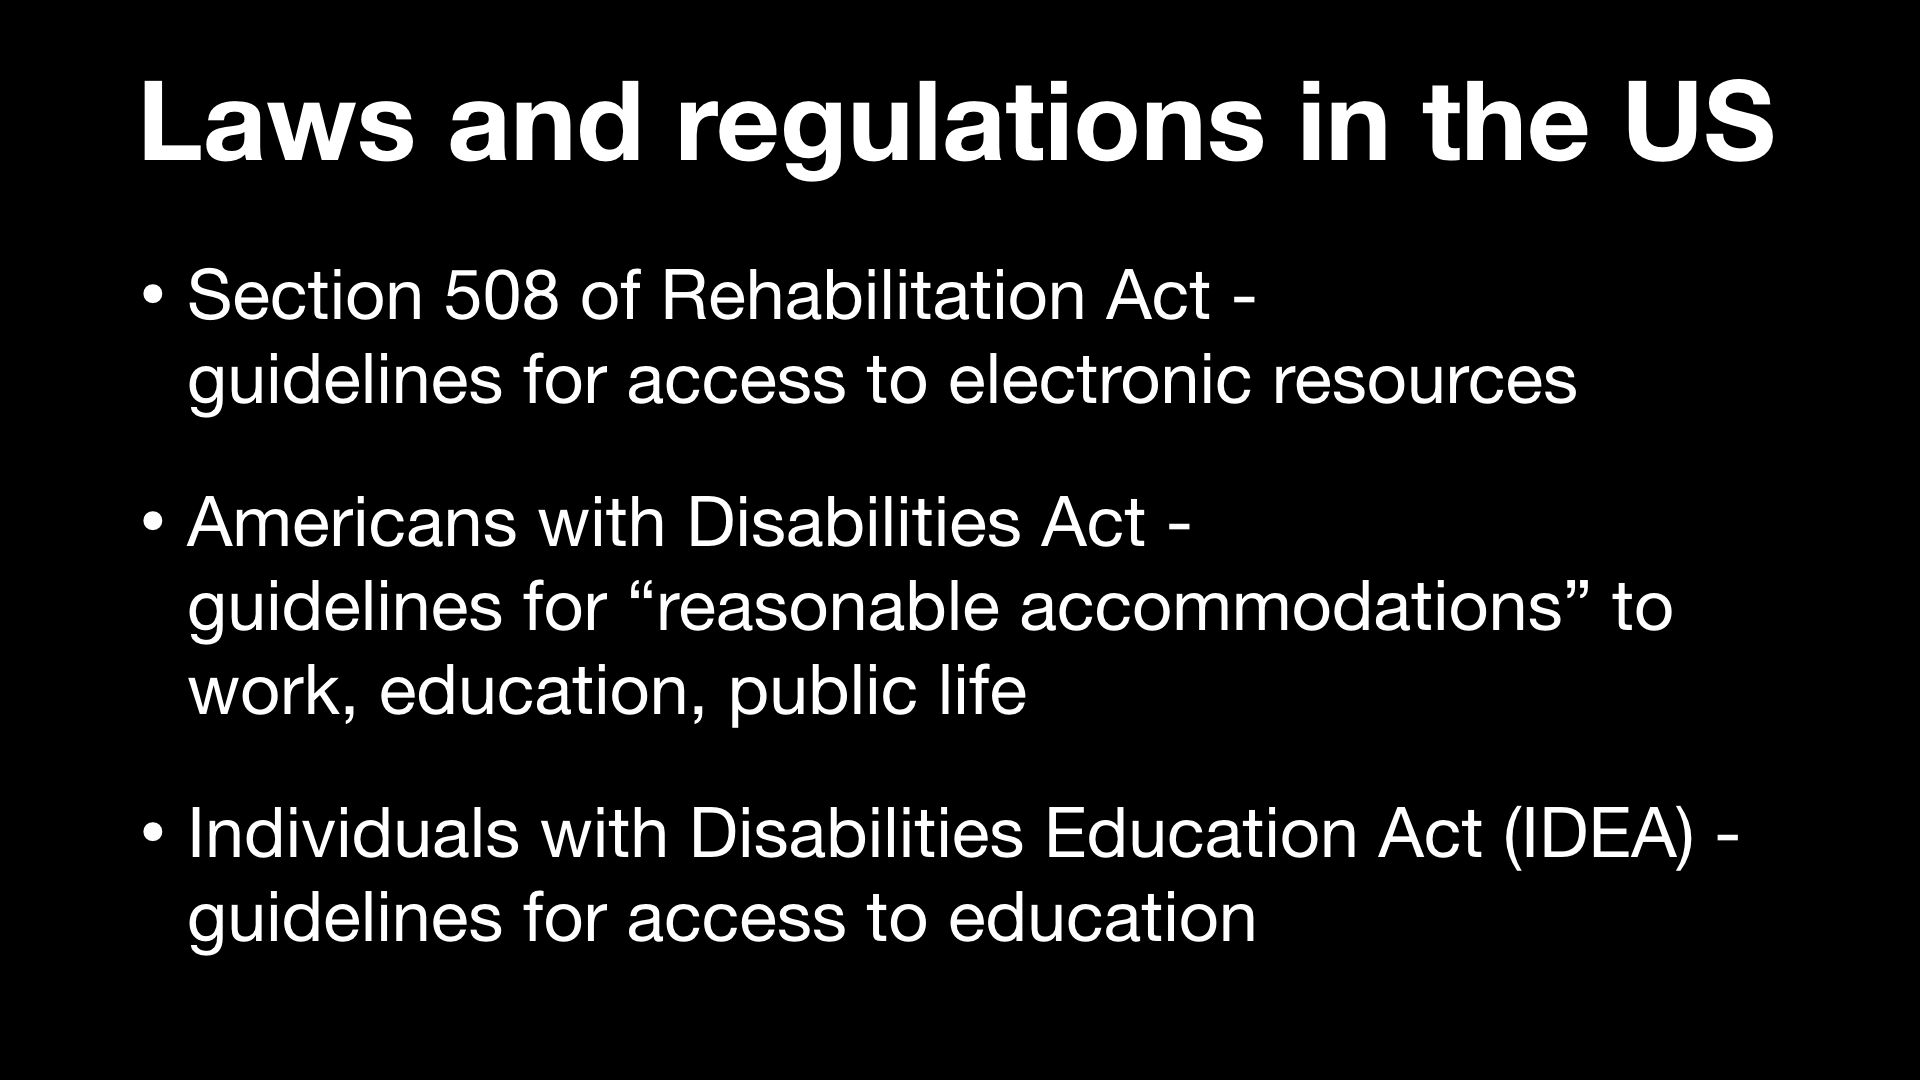 Laws and regulations in the US
• Section 508 of Rehabilitation Act -
guidelines for access to electronic resources
• Americans with Disabilities Act -
guidelines for “reasonable accommodations” to
work, education, public life
• Individuals with Disabilities Education Act (IDEA) -
guidelines for access to education